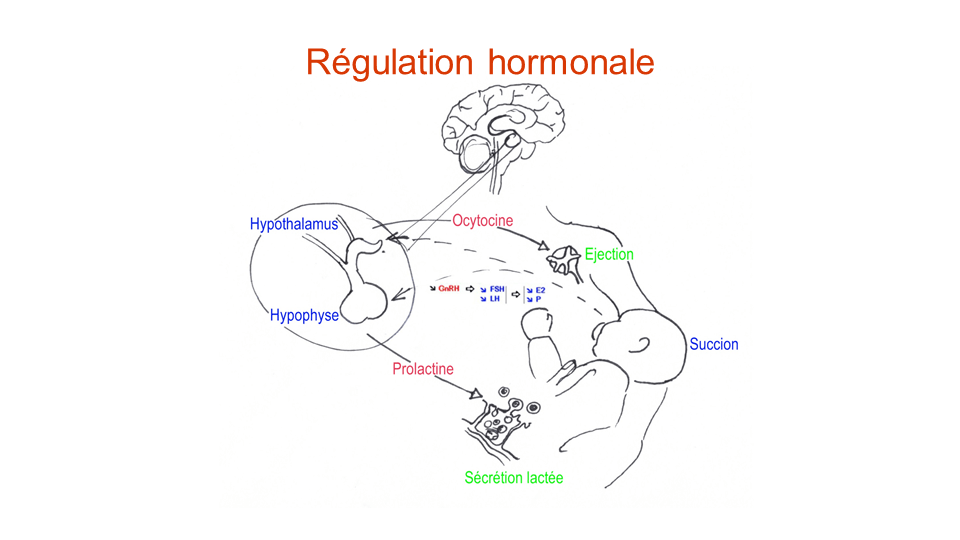 Régulation hormonale
Hypothalamus
Ocytocine
Ejection
↘ GnRH ⇨ ↘ FSH ⇨ ↘ E2
↘ LH ↘ P
Hypophyse
Succion
Prolactine
Sécrétion lactée